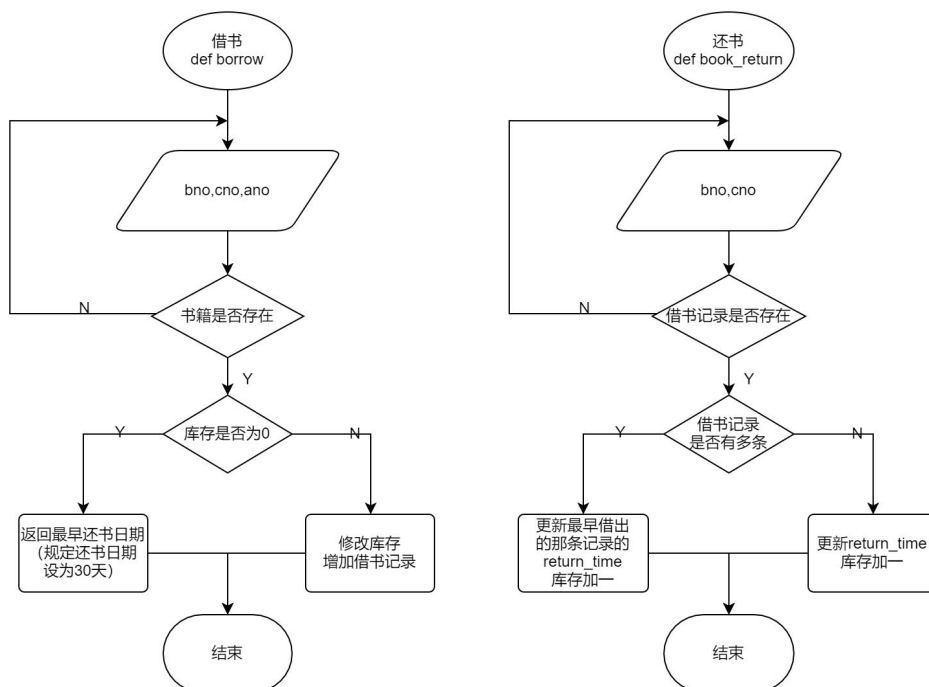 借书
def borrow
bno,cno,ano
N
书籍是否存在
Y
Y
库存是否为0
N
返回最早还书日期
（规定还书日期
设为30天）
修改库存
增加借书记录
结束
还书
def book_return
bno,cno
N
借书记录是否存在
Y
Y
借书记录
是否有多条
N
更新最早借出
的那条记录的
return_time
库存加一
更新return_time
库存加一
结束